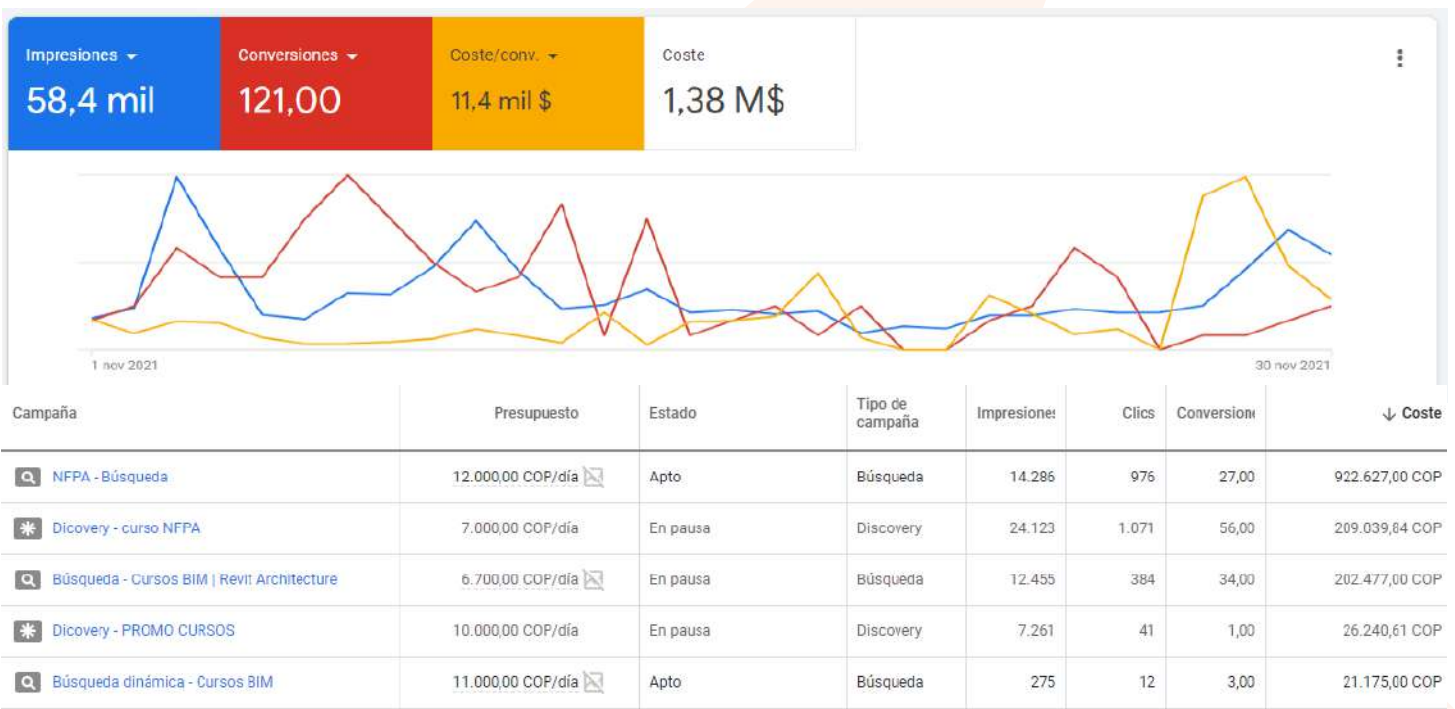 Impresiones Conversiones Coste/conv. Coste
58,4 mil 121,00 11,4 mil $ 1,38 M$
1 nov 2021 30 nov 2021
Campaña Presupuesto Estado Tipo de campaña Impresiones Clics Conversione ↓ Coste
NFPA - Búsqueda 12.000,00 COP/día Apto Búsqueda 14.286 976 27,00 922.627,00 COP
Dicovery - curso NFPA 7.000,00 COP/día En pausa Discovery 24.123 1.071 56,00 209.039,84 COP
Búsqueda - Cursos BIM | Revit Architecture 6.700,00 COP/día En pausa Búsqueda 12.455 384 34,00 202.477,00 COP
Dicovery - PROMO CURSOS 10.000,00 COP/día En pausa Discovery 7.261 41 1,00 26.240,61 COP
Búsqueda dinámica - Cursos BIM 11.000,00 COP/día Apto Búsqueda 275 12 3,00 21.175,00 COP